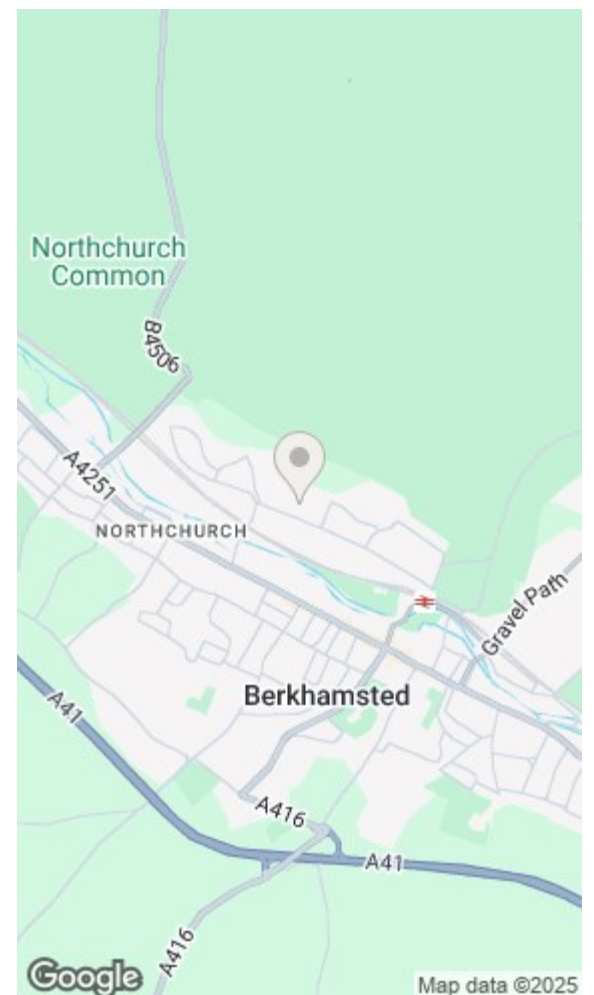 Northchurch
Common
B4506
A4251
NORTHCHURCH
Gravel Path
Berkhamsted
A41
A416
A41
A416
Google
Map data ©2025